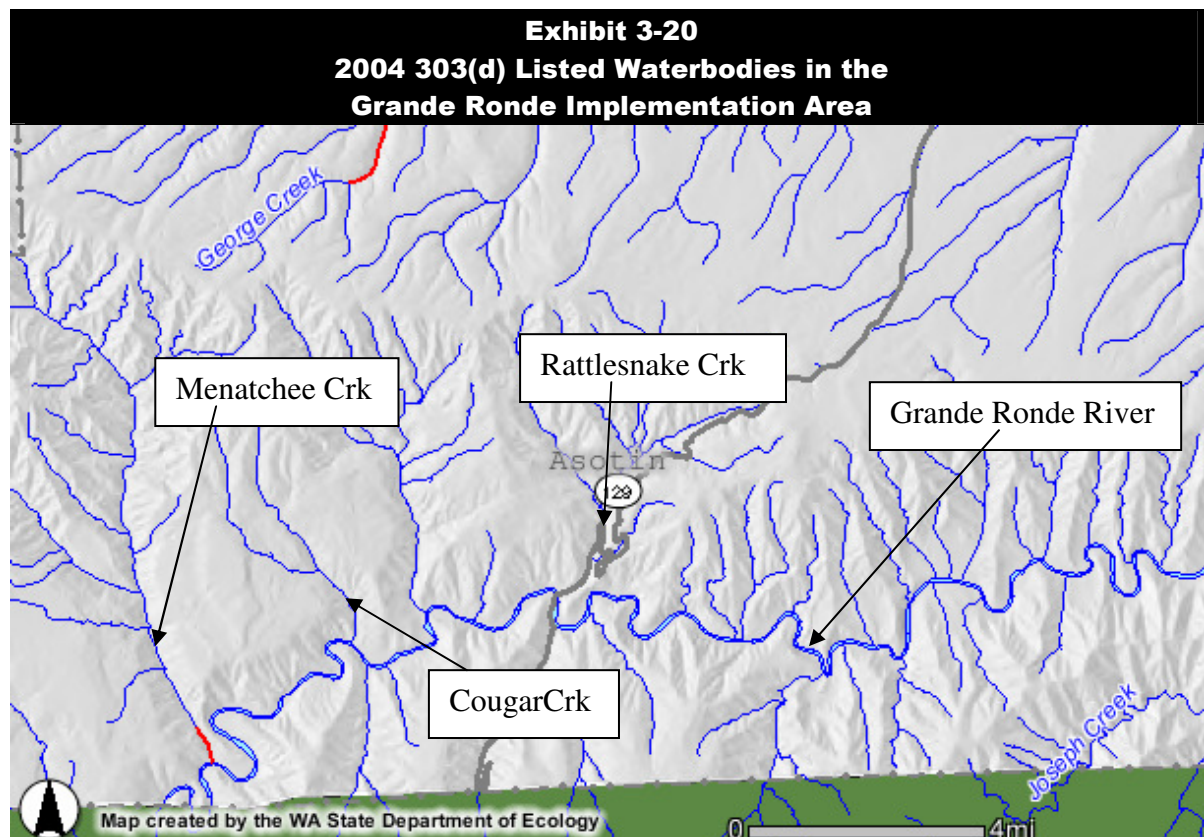 Exhibit 3-20
2004 303(d) Listed Waterbodies in the
Grande Ronde Implementation Area
George Creek
Rattlesnake Crk
Menatchee Crk
Grande Ronde River
Asotin
129
CougarCrk
Joseph Creek
Map created by the WA State Department of Ecology
0 4mi